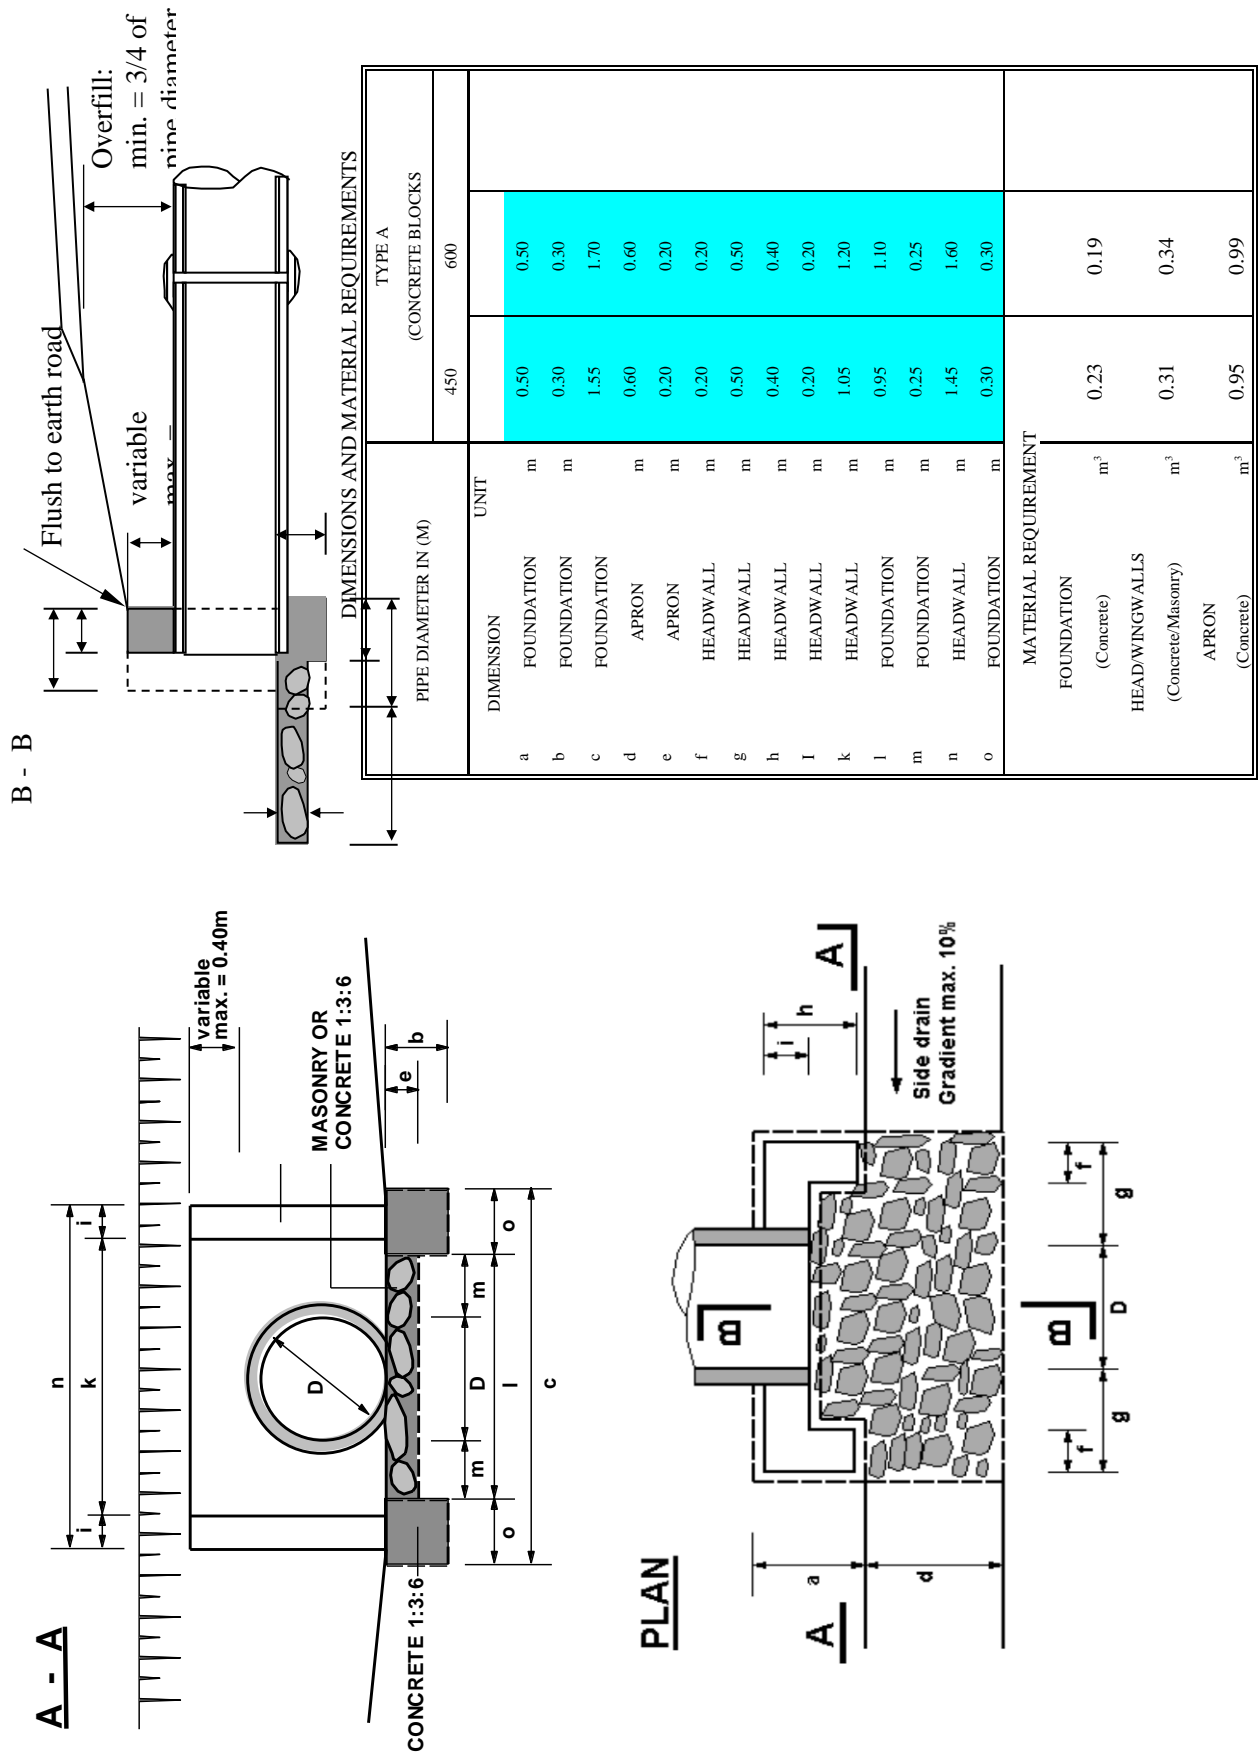 A - A
n
i
k
i
variable
max. = 0.40m
D
MASONRY OR
CONCRETE 1:3:6
e
b
o
m
D
m
o
l
c
CONCRETE 1:3:6
B - B
Flush to earth road
variable
max. =
Overfill:
min. = 3/4 of
pipe diameter
PLAN
A
A
a
d
B
B
i
h
Side drain
Gradient max. 10%
f
g
D
f
g
DIMENSIONS AND MATERIAL REQUIREMENTS
PIPE DIAMETER IN (M)
TYPE A
(CONCRETE BLOCKS
450 600
DIMENSION UNIT
a FOUNDATION m 0.50 0.50
b FOUNDATION m 0.30 0.30
c FOUNDATION 1.55 1.70
d APRON m 0.60 0.60
e APRON m 0.20 0.20
f HEADWALL m 0.20 0.20
g HEADWALL m 0.50 0.50
h HEADWALL m 0.40 0.40
I HEADWALL m 0.20 0.20
k HEADWALL m 1.05 1.20
l FOUNDATION m 0.95 1.10
m FOUNDATION m 0.25 0.25
n HEADWALL m 1.45 1.60
o FOUNDATION m 0.30 0.30
MATERIAL REQUIREMENT
FOUNDATION
(Concrete) m³ 0.23 0.19
HEAD/WINGWALLS
(Concrete/Masonry) m³ 0.31 0.34
APRON
(Concrete) m³ 0.95 0.99